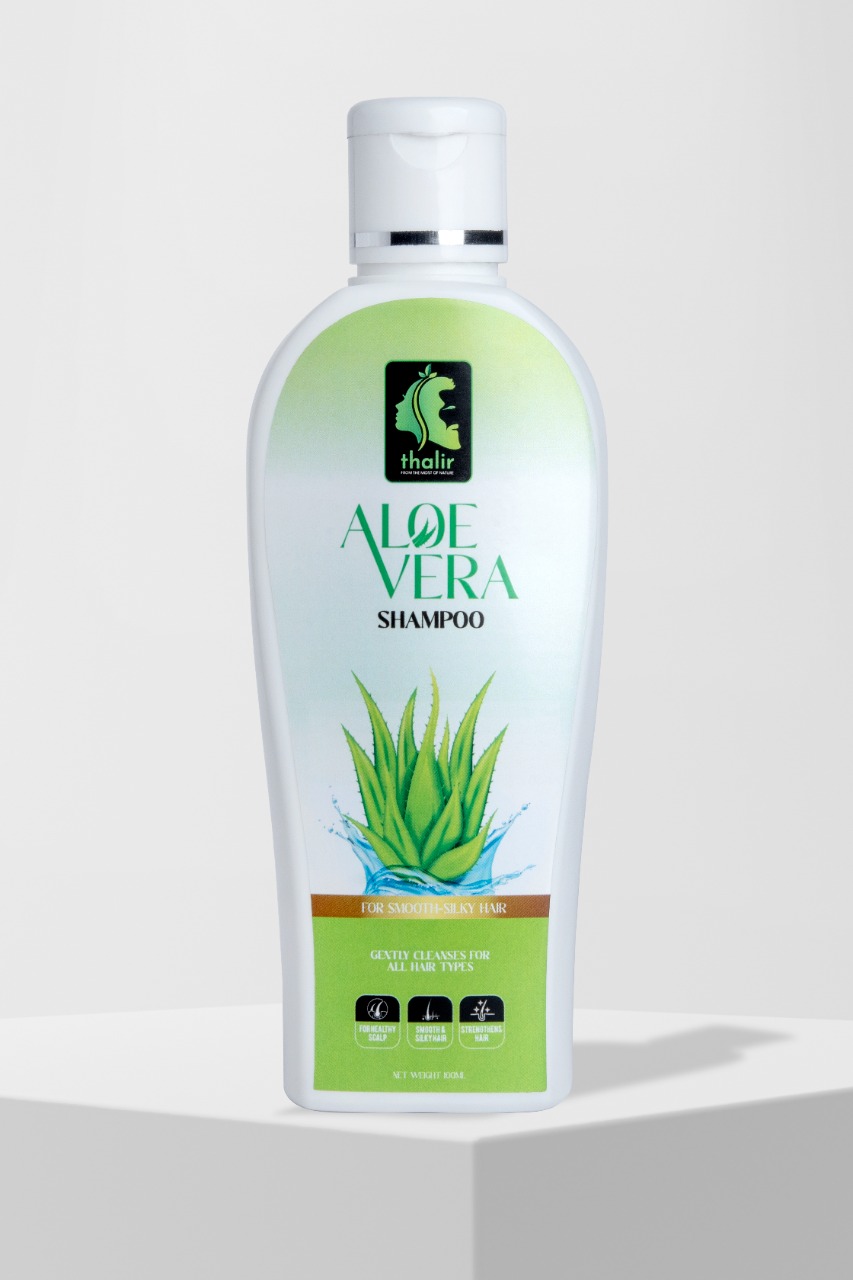 thalir
FROM THE MOIST OF NATURE
ALOE
VERA
SHAMPOO
FOR SMOOTH-SILKY HAIR
GENTLY CLEANSES FOR
ALL HAIR TYPES
FOR HEALTHY
SCALP
SMOOTH &
SILKY HAIR
STRENGTHENS
HAIR
NET WEIGHT 100ML